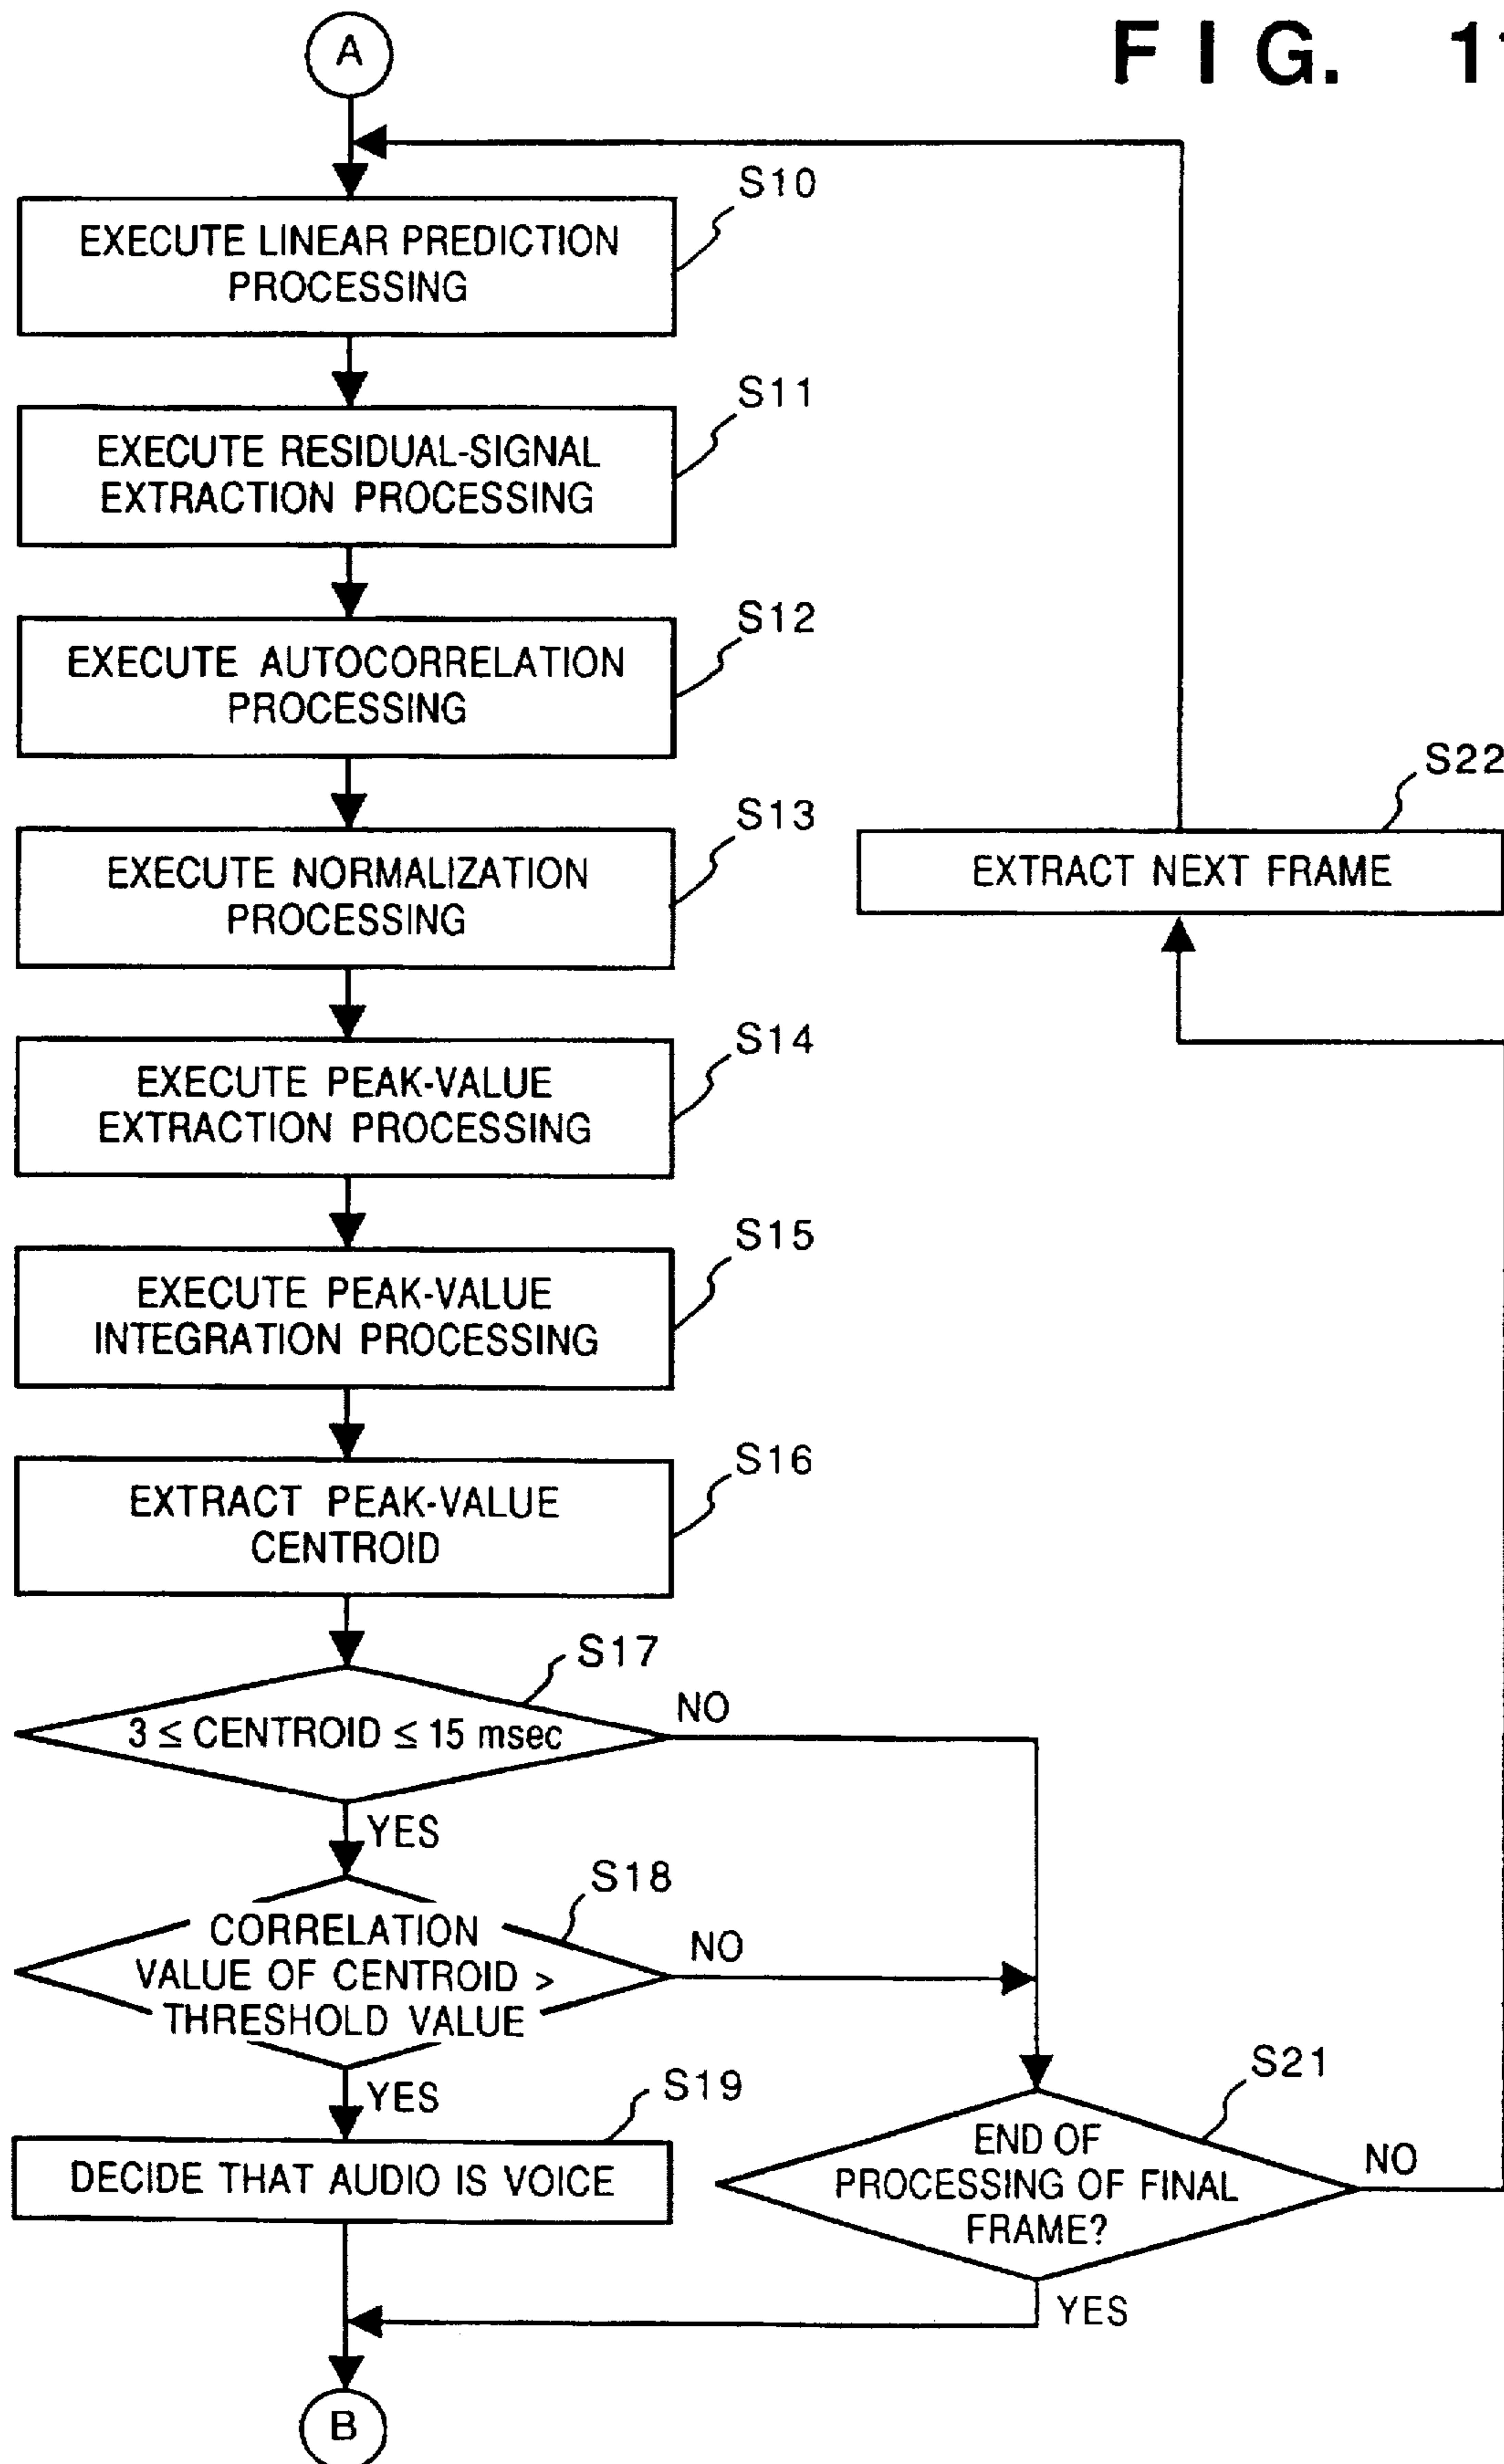 A
F I G. 11
S10
EXECUTE LINEAR PREDICTION
PROCESSING
S11
EXECUTE RESIDUAL-SIGNAL
EXTRACTION PROCESSING
S12
EXECUTE AUTOCORRELATION
PROCESSING
S22
EXTRACT NEXT FRAME
S13
EXECUTE NORMALIZATION
PROCESSING
S14
EXECUTE PEAK-VALUE
EXTRACTION PROCESSING
S15
EXECUTE PEAK-VALUE
INTEGRATION PROCESSING
S16
EXTRACT PEAK-VALUE
CENTROID
S17
3 ≤ CENTROID ≤ 15 msec
NO
YES
S18
CORRELATION
VALUE OF CENTROID >
THRESHOLD VALUE
NO
YES
S19
DECIDE THAT AUDIO IS VOICE
S21
END OF
PROCESSING OF FINAL
FRAME?
NO
YES
B